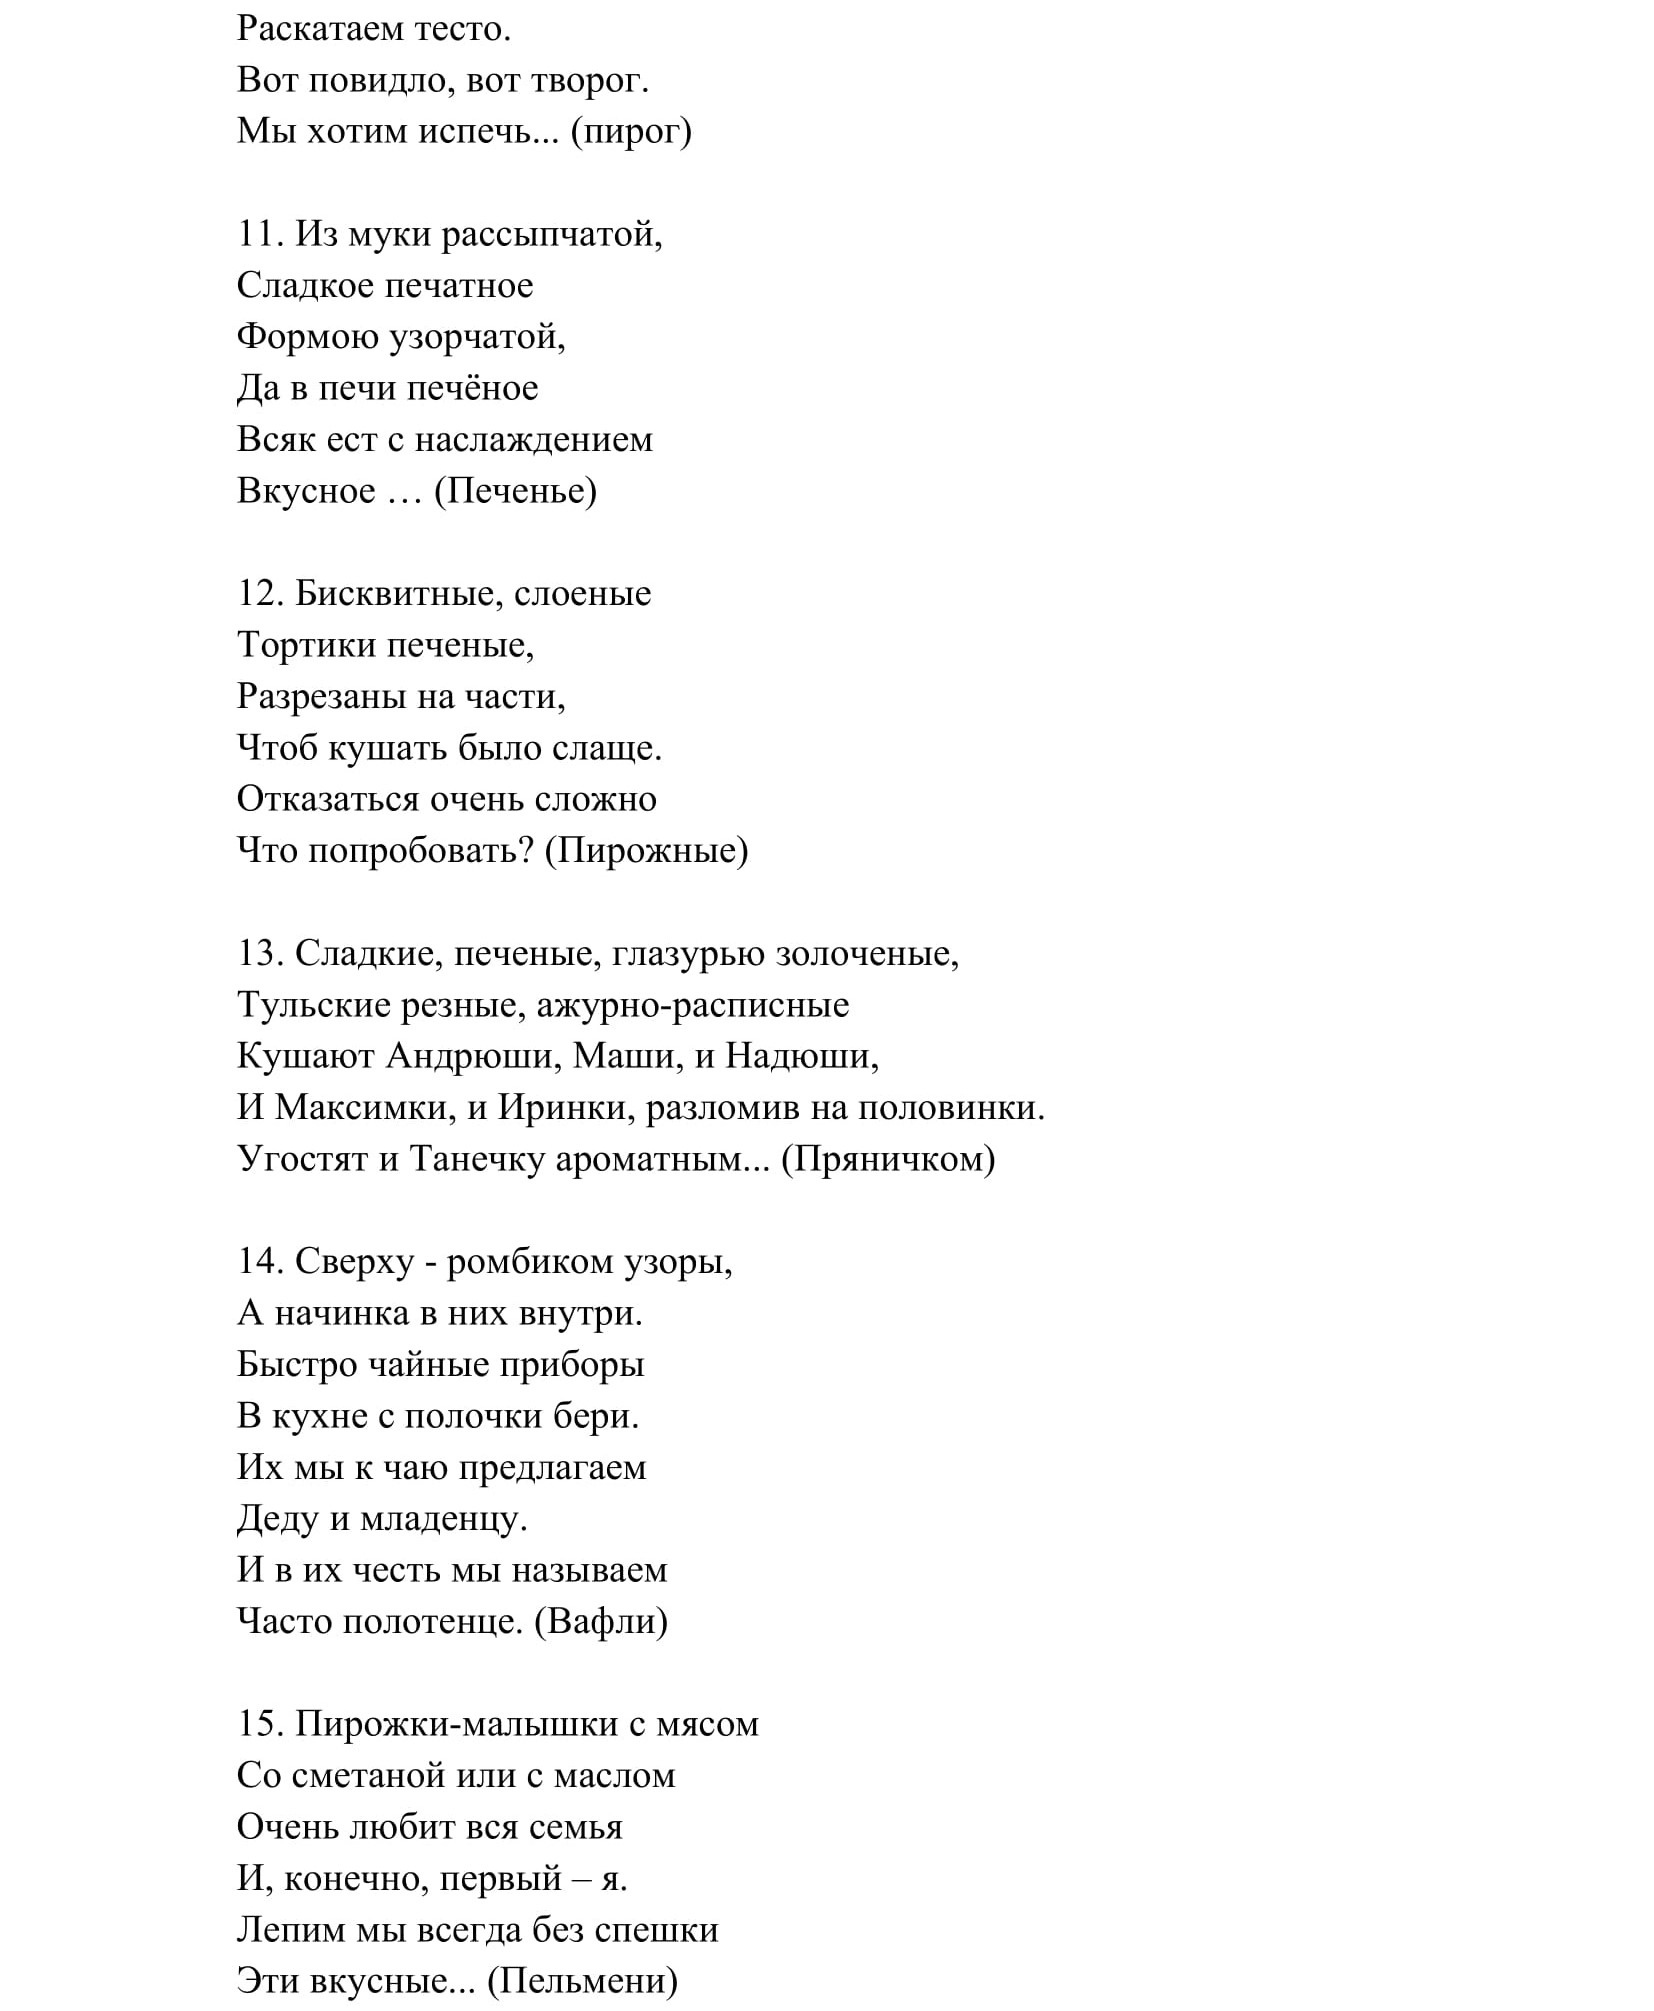 Раскатаем тесто.
Вот повидло, вот творог.
Мы хотим испечь... (пирог)
11. Из муки рассыпчатой,
Сладкое печатное
Формою узорчатой,
Да в печи печёное
Всяк ест с наслаждением
Вкусное … (Печенье)
12. Бисквитные, слоеные
Тортики печеные,
Разрезаны на части,
Чтоб кушать было слаще.
Отказаться очень сложно
Что попробовать? (Пирожные)
13. Сладкие, печеные, глазурью золоченые,
Тульские резные, ажурно-расписные
Кушают Андрюши, Маши, и Надюши,
И Максимки, и Иринки, разломив на половинки.
Угостят и Танечку ароматным... (Пряничком)
14. Сверху - ромбиком узоры,
А начинка в них внутри.
Быстро чайные приборы
В кухне с полочки бери.
Их мы к чаю предлагаем
Деду и младенцу.
И в их честь мы называем
Часто полотенце. (Вафли)
15. Пирожки-малышки с мясом
Со сметаной или с маслом
Очень любит вся семья
И, конечно, первый – я.
Лепим мы всегда без спешки
Эти вкусные... (Пельмени)